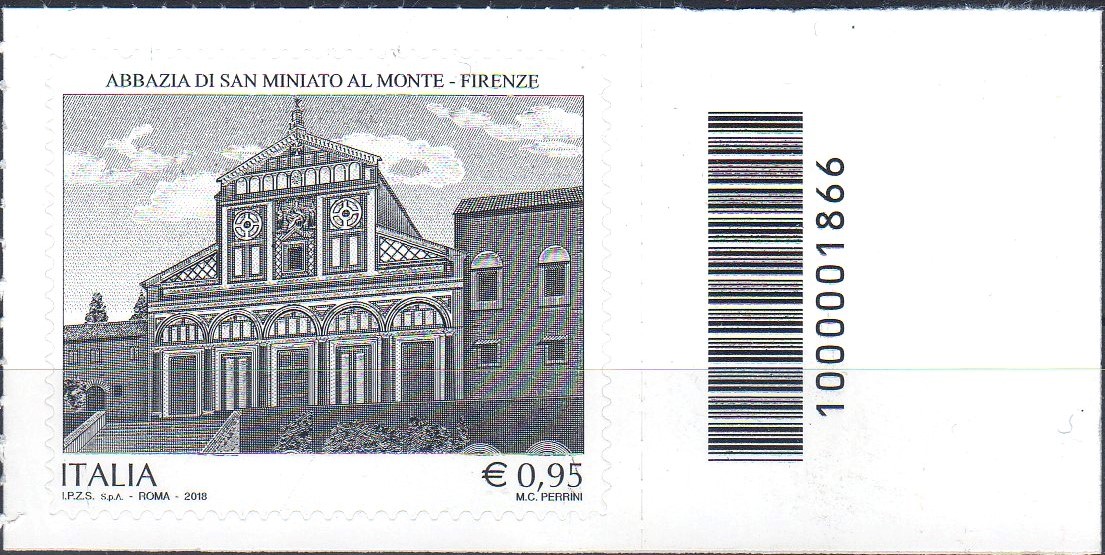 ABBAZIA DI SAN MINIATO AL MONTE - FIRENZE
ITALIA
€ 0,95
I.P.Z.S. S.p.A. - ROMA - 2018
M.C. PERRINI
1000001866